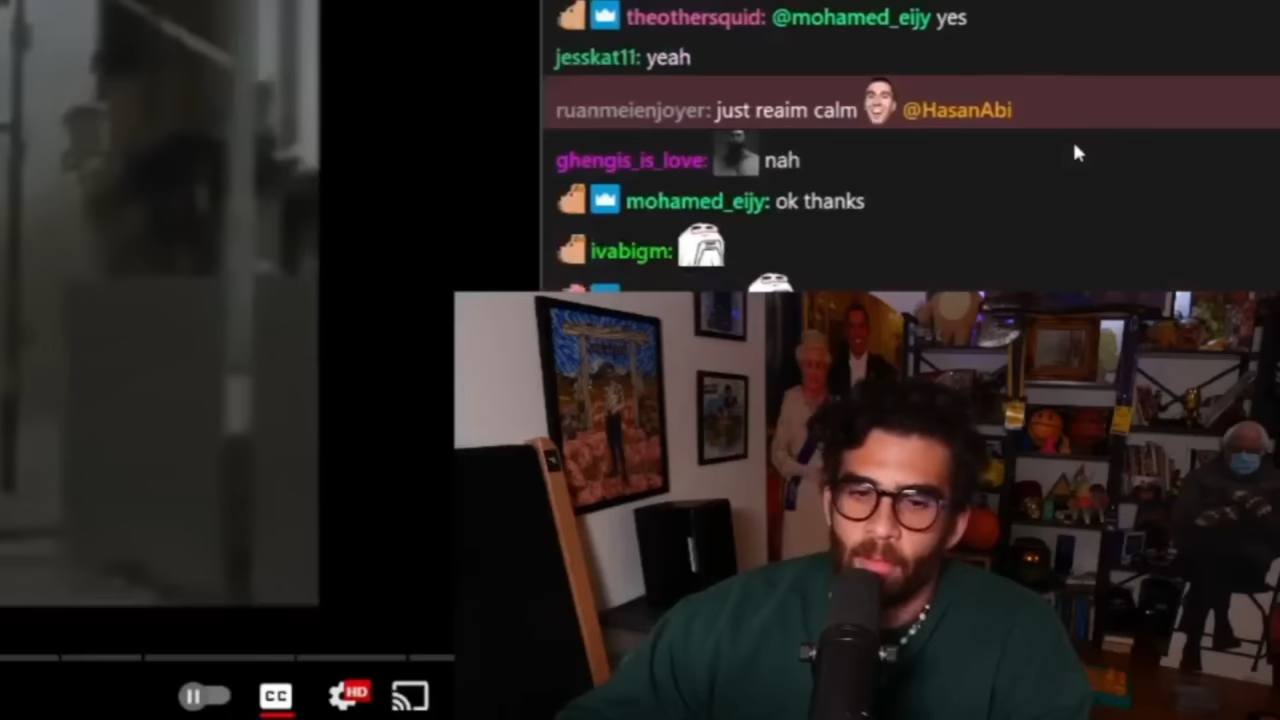 theothersquid: @mohamed_eijy yes
jesskat11: yeah
ruanmeienjoyer: just reaim calm @HasanAbi
ghengis_is_love: nah
mohamed_eijy: ok thanks
ivabigm:
CC
HD